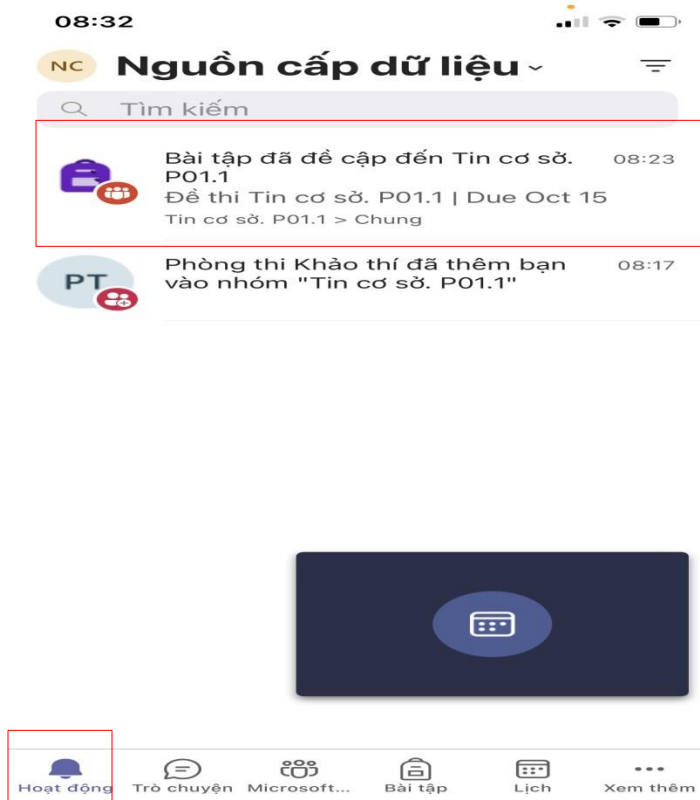 08:32
NC Nguồn cấp dữ liệu
Tìm kiếm
Bài tập đã đề cập đến Tin cơ sở. 08:23
P01.1
Đề thi Tin cơ sở. P01.1 | Due Oct 15
Tin cơ sở. P01.1 > Chung
PT
Phòng thi Khảo thí đã thêm bạn 08:17
vào nhóm "Tin cơ sở. P01.1"
Hoạt động Trò chuyện Microsoft... Bài tập Lịch Xem thêm